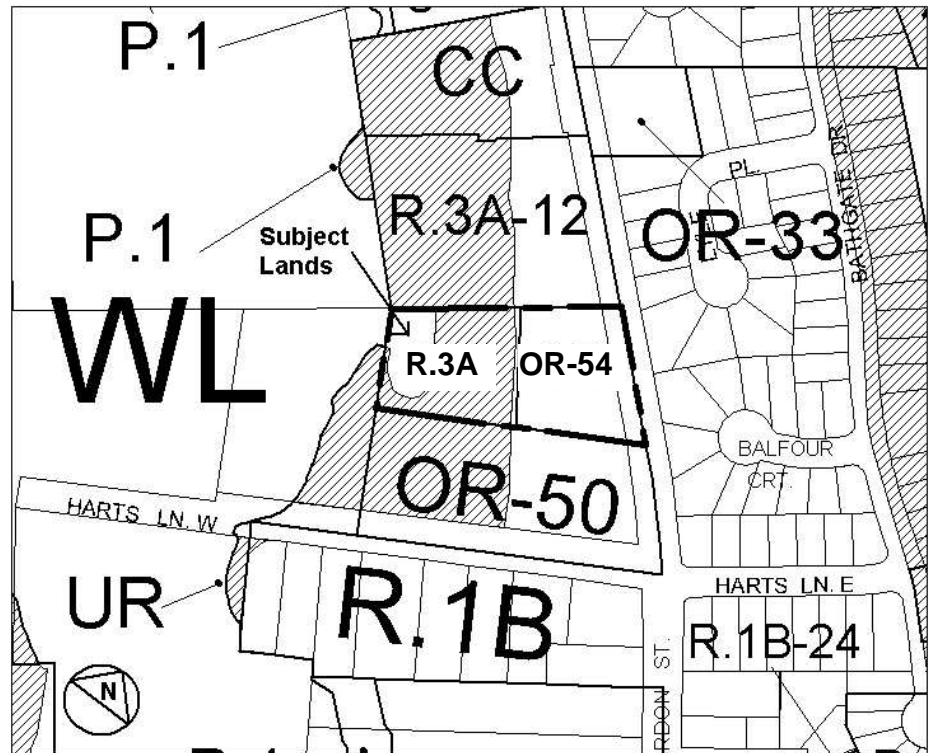 P.1
CC
PL.
BATHGATE DR
R.3A-12
P.1
Subject
Lands
OR-33
WL
R.3A
OR-54
BALFOUR
CRT.
OR-50
HARTS LN. W
UR
R.1B
HARTS LN. E
R.1B-24
RDON ST.
N